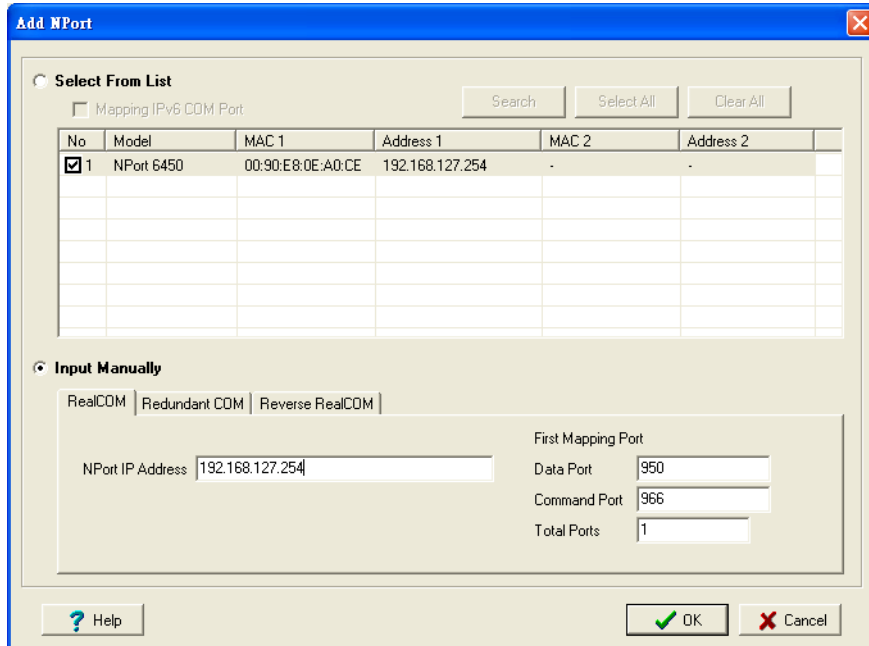 Add NPort
Select From List
Mapping IPv6 COM Port
Search
Select All
Clear All
No Model MAC 1 Address 1 MAC 2 Address 2
1 NPort 6450 00:90:E8:0E:A0:CE 192.168.127.254 - -
Input Manually
RealCOM Redundant COM Reverse RealCOM
First Mapping Port
NPort IP Address 192.168.127.254 Data Port 950
Command Port 966
Total Ports 1
? Help OK Cancel